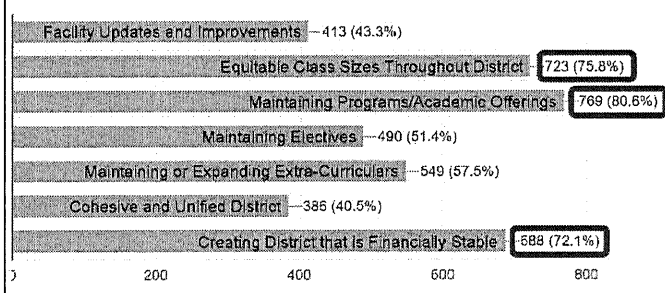 Facility Updates and Improvements 413 (43.3%)
Equitable Class Sizes Throughout District 723 (75.8%)
Maintaining Programs/Academic Offerings 769 (80.6%)
Maintaining Electives 490 (51.4%)
Maintaining or Expanding Extra-Curriculars 549 (57.5%)
Cohesive and Unified District 386 (40.5%)
Creating District that is Financially Stable 688 (72.1%)
0 200 400 600 800